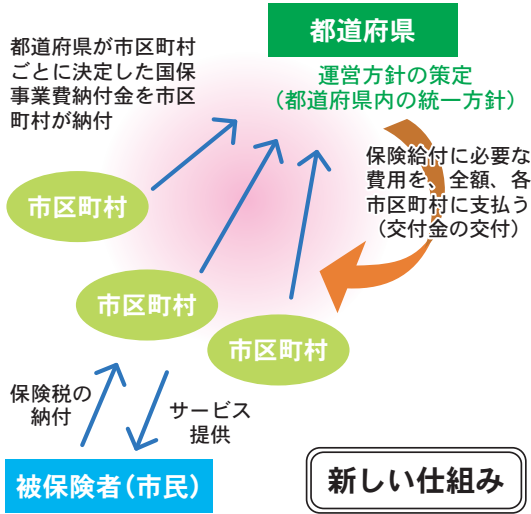 都道府県が市区町村
ごとに決定した国保
事業費納付金を市区
町村が納付
都道府県
運営方針の策定
（都道府県内の統一方針）
保険給付に必要な
費用を、全額、各
市区町村に支払う
（交付金の交付）
市区町村
市区町村
市区町村
保険税の
納付
サービス
提供
被保険者（市民）
新しい仕組み